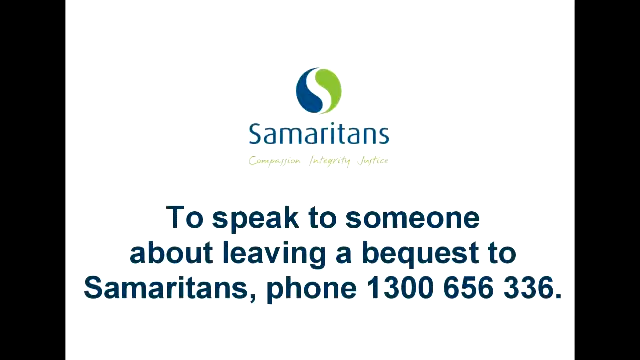 Samaritans
Compassion Integrity Justice
To speak to someone
about leaving a bequest to
Samaritans, phone 1300 656 336.